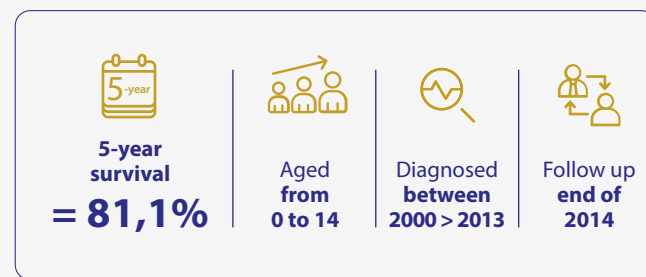 5-year
5-year
survival
= 81,1%
Aged
from
0 to 14
Diagnosed
between
2000 > 2013
Follow up
end of
2014